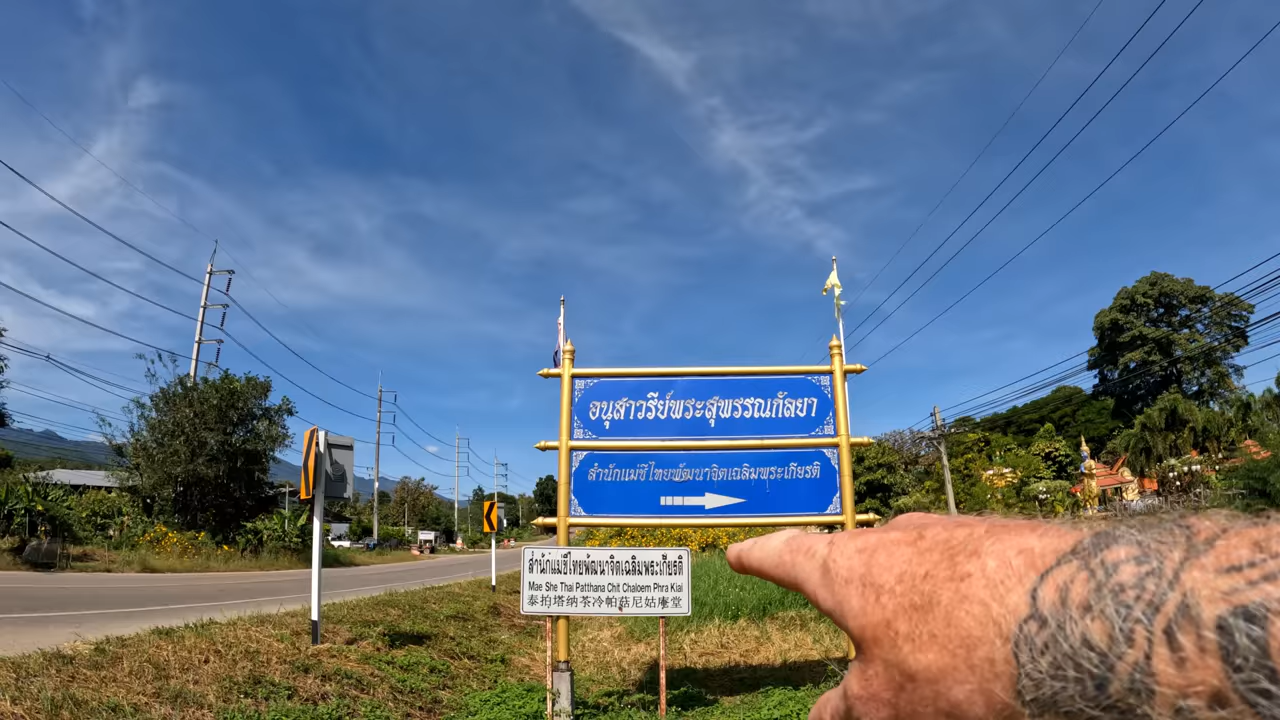 อนุสาวรีย์พระสุพรรณกัลยา
สำนักแม่ชีไทยพัฒนาจิตเฉลิมพระเกียรติ
สำนักแม่ชีไทยพัฒนาจิตเฉลิมพระเกียรติ
Mae She Thai Patthana Chit Chaloem Phra Kiai
泰拍塔纳苓冷帕菇尼姑庵堂